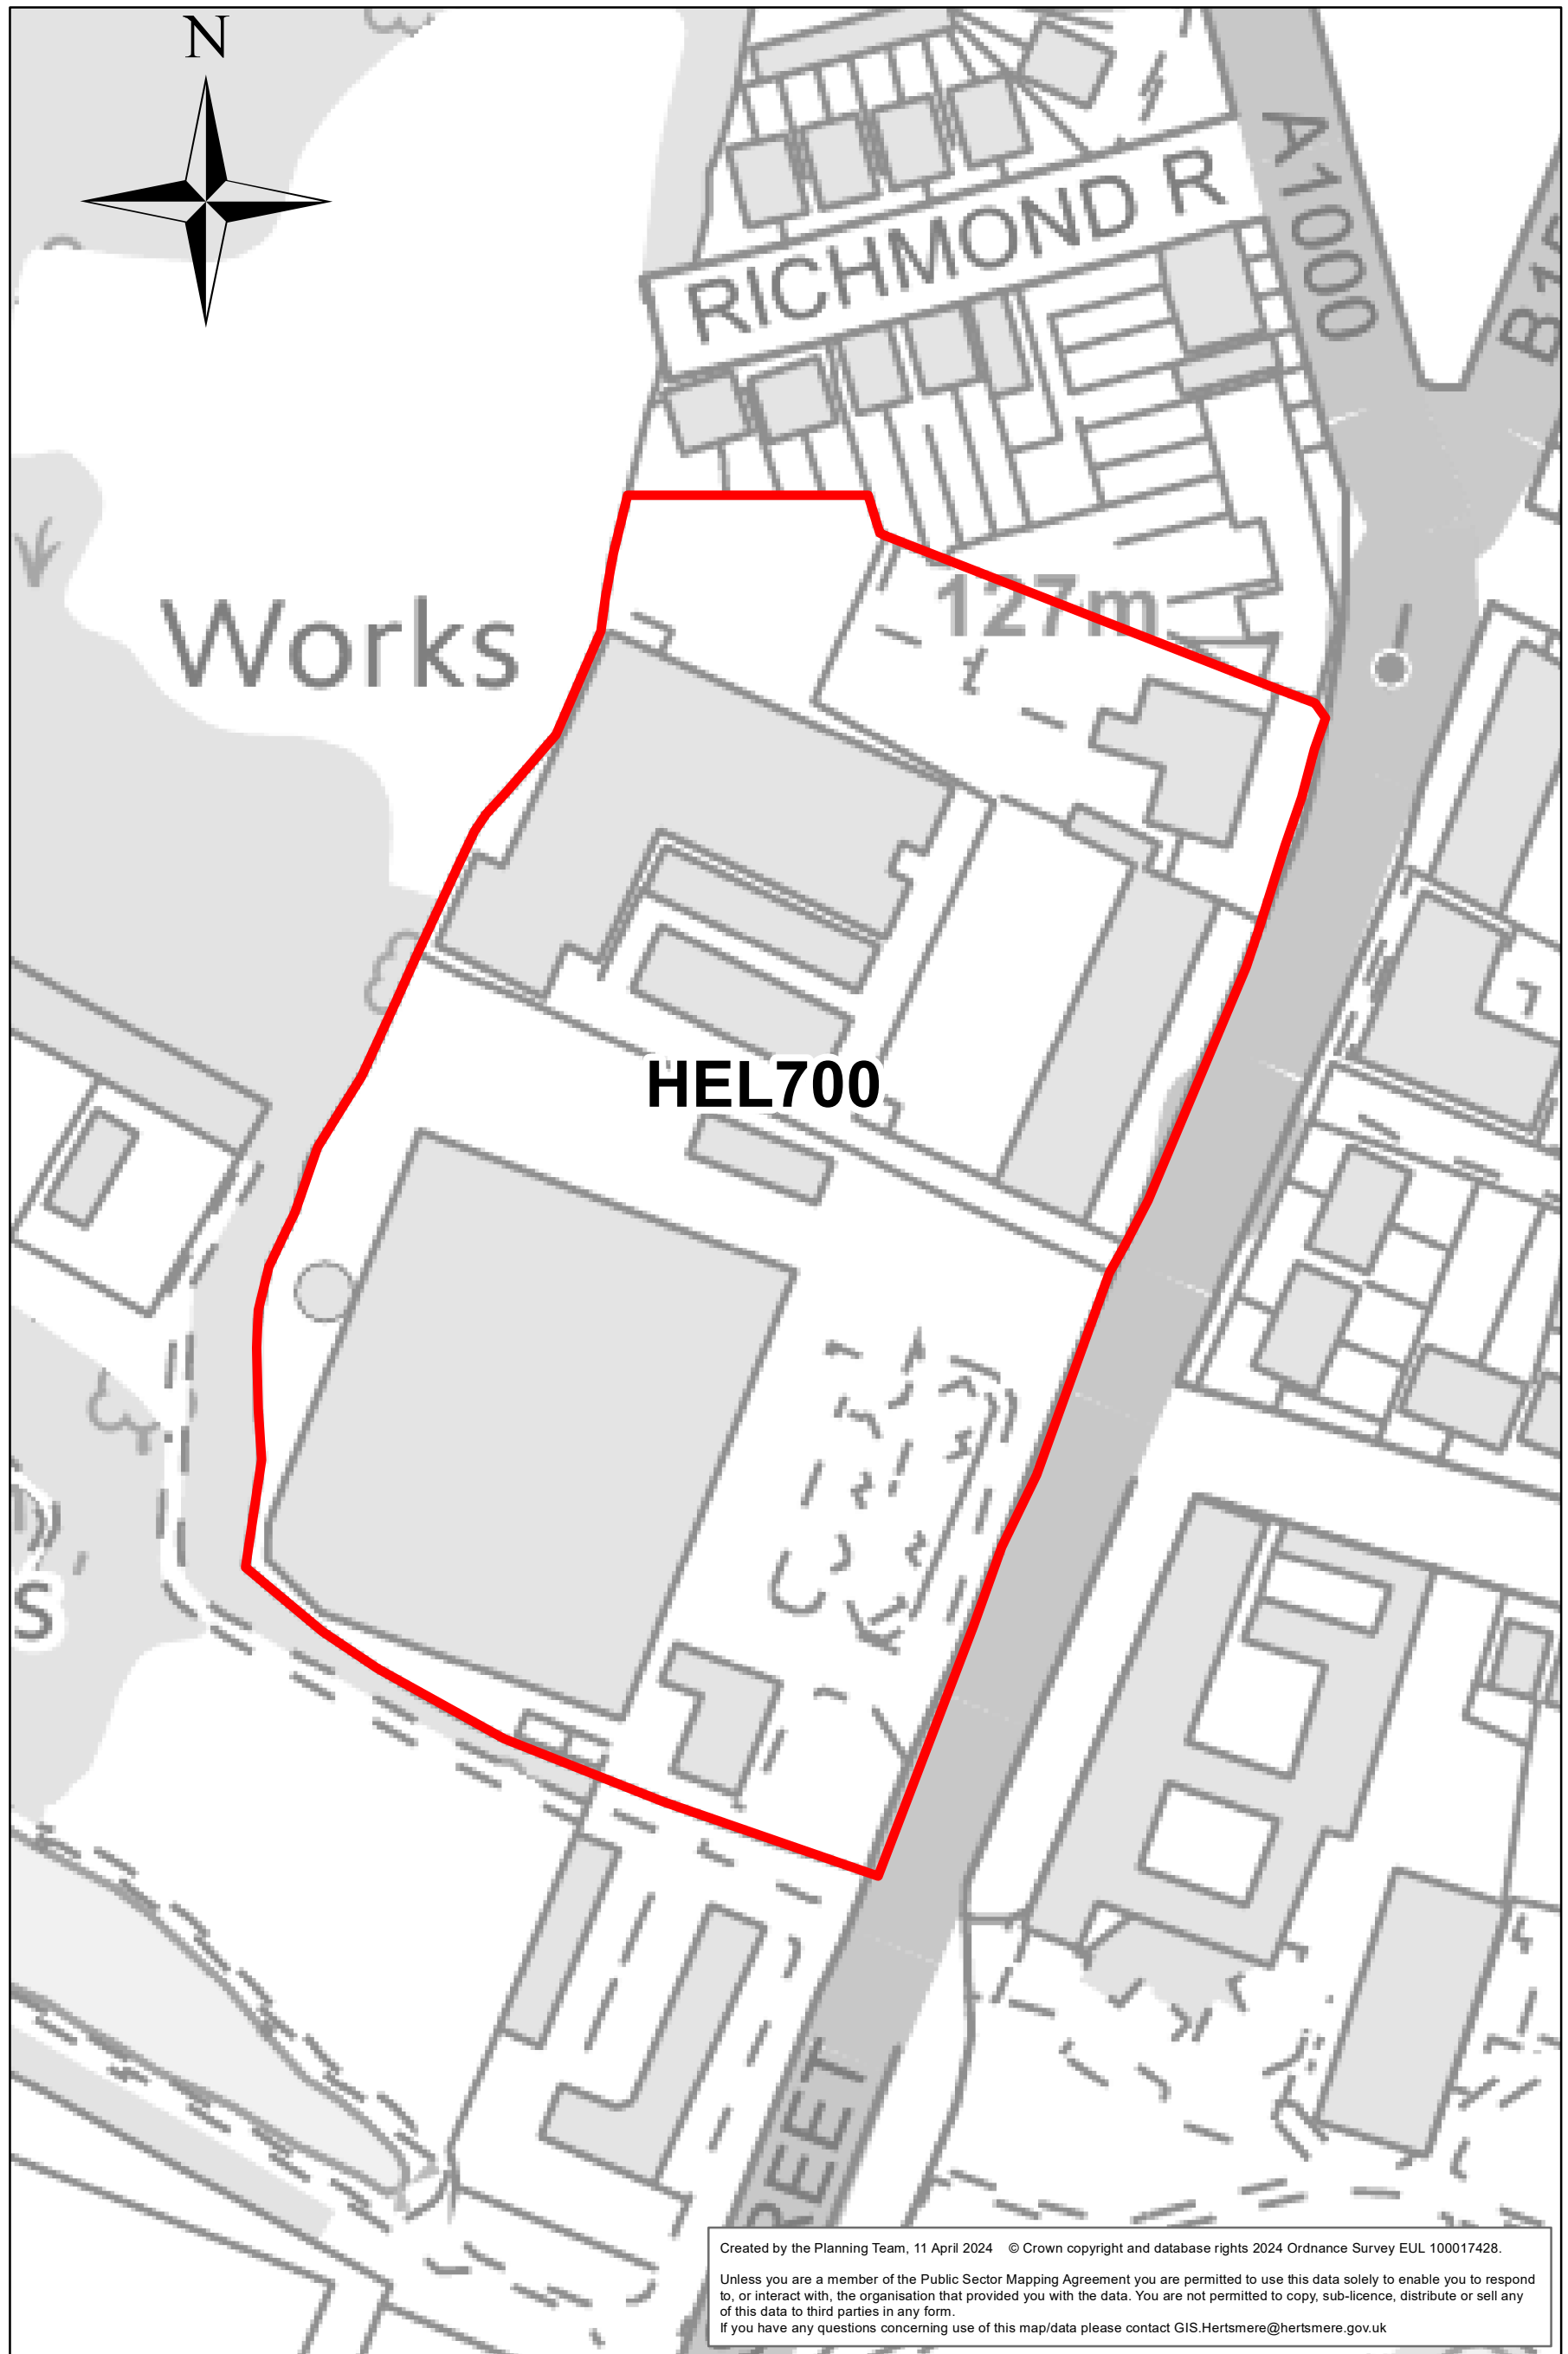 N
A1000
RICHMOND R
B15
Works
127m
HEL700
s
REET
Created by the Planning Team, 11 April 2024 © Crown copyright and database rights 2024 Ordnance Survey EUL 100017428.
Unless you are a member of the Public Sector Mapping Agreement you are permitted to use this data solely to enable you to respond
to, or interact with, the organisation that provided you with the data. You are not permitted to copy, sub-licence, distribute or sell any
of this data to third parties in any form.
If you have any questions concerning use of this map/data please contact GIS.Hertsmere@hertsmere.gov.uk